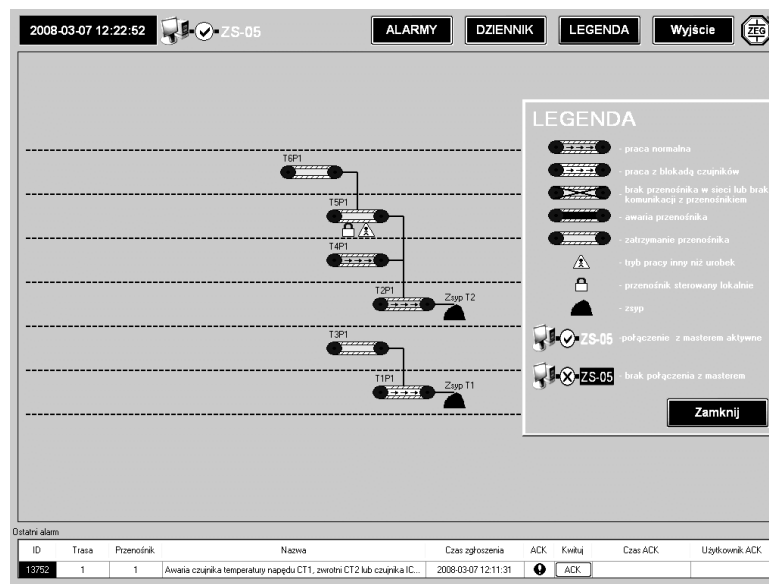 2008-03-07 12:22:52
ZS-05
ALARMY
DZIENNIK
LEGENDA
Wyjście
ZEG
LEGENDA
- praca normalna
- praca z blokadą czujników
- brak przenośnika w sieci lub brak
komunikacji z przenośnikiem
- awaria przenośnika
- zatrzymanie przenośnika
- tryb pracy inny niż urobek
- przenośnik sterowany lokalnie
- zsyp
ZS-05 -połączenie z masterem aktywne
ZS-05 - brak połączenia z masterem
Zamknij
T6P1
T5P1
T4P1
T2P1
Zsyp T2
T3P1
T1P1
Zsyp T1
Ostatni alarm
ID Trasa Przenośnik Nazwa Czas zgłoszenia ACK Kwituj Czas ACK Użytkownik ACK
13752 1 1 Awaria czujnika temperatury napędu CT1, zwrotni CT2 lub czujnika IC... 2008-03-07 12:11:31 ACK